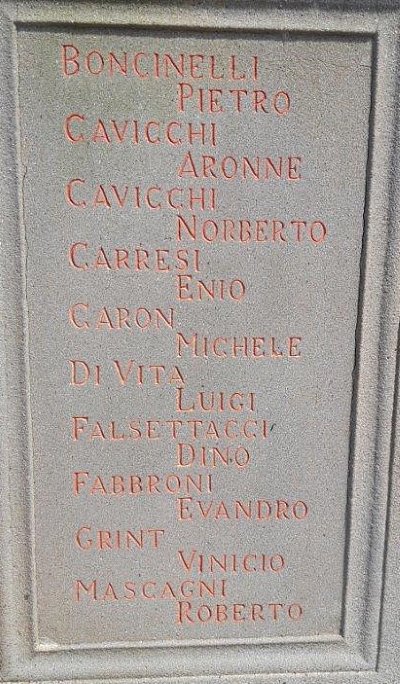 BONCINELLI
PIETRO
CAVICCHI
ARONNE
CAVICCHI
NORBERTO
CARRESI
ENIO
CARON
MICHELE
DI VITA
LUIGI
FALSETTACCI
DINO
FABBRONI
EVANDRO
GRINT
VINICIO
MASCAGNI
ROBERTO